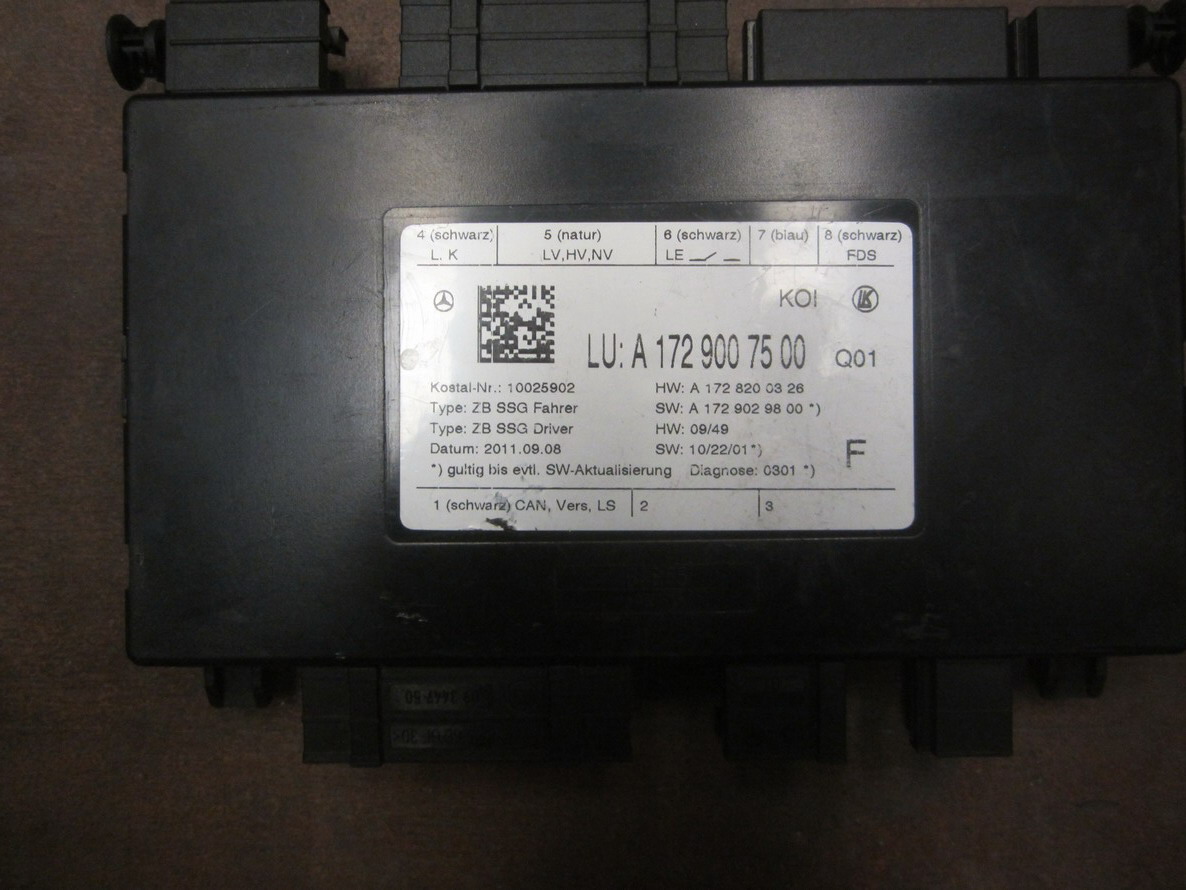 4 (schwarz) 5 (natur) 6 (schwarz) 7 (blau) 8 (schwarz)
L. K LV,HV,NV LE FDS
KOI
LU: A 172 900 75 00 Q01
Kostal-Nr.: 10025902 HW: A 172 820 03 26
Type: ZB SSG Fahrer SW: A 172 902 98 00 *)
Type: ZB SSG Driver HW: 09/49
Datum: 2011.09.08 SW: 10/22/01*)
F
*) gultig bis evtl. SW-Aktualisierung Diagnose: 0301 *)
1 (schwarz) CAN, Vers, LS 2 3